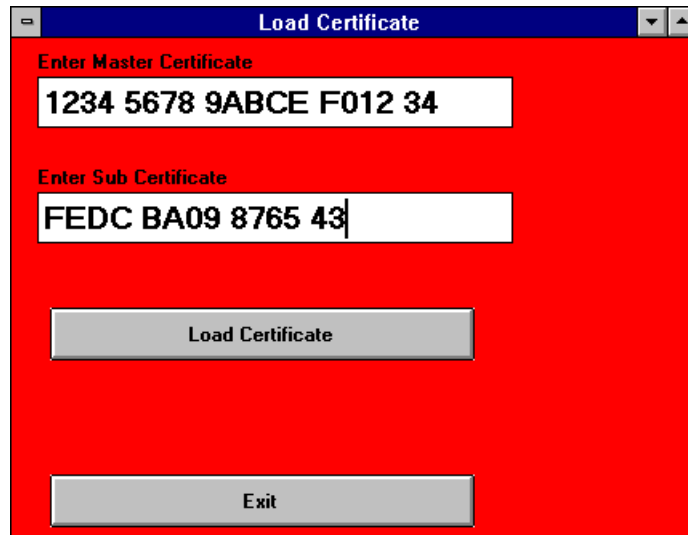 Load Certificate
Enter Master Certificate
1234 5678 9ABCE F012 34
Enter Sub Certificate
FEDC BA09 8765 43
Load Certificate
Exit